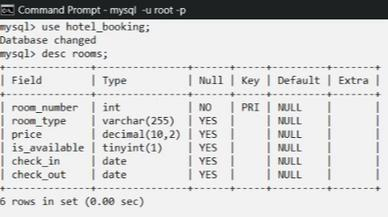 Command Prompt - mysql -u root -p
mysql> use hotel_booking;
Database changed
mysql> desc rooms;
+--------------+---------------+------+-----+---------+-------+
| Field        | Type          | Null | Key | Default | Extra |
+--------------+---------------+------+-----+---------+-------+
| room_number  | int           | NO   | PRI | NULL    |       |
| room_type    | varchar(255)  | YES  |     | NULL    |       |
| price        | decimal(10,2) | YES  |     | NULL    |       |
| is_available | tinyint(1)    | YES  |     | NULL    |       |
| check_in     | date          | YES  |     | NULL    |       |
| check_out    | date          | YES  |     | NULL    |       |
+--------------+---------------+------+-----+---------+-------+
6 rows in set (0.00 sec)